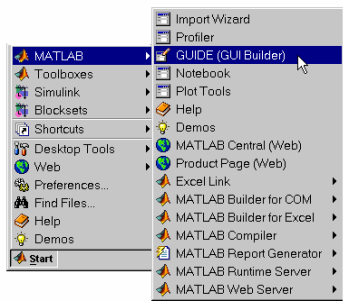 MATLAB
Toolboxes
Simulink
Blocksets
Shortcuts
Desktop Tools
Web
Preferences...
Find Files...
Help
Demos
Start
Import Wizard
Profiler
GUIDE (GUI Builder)
Notebook
Plot Tools
Help
Demos
MATLAB Central (Web)
Product Page (Web)
Excel Link
MATLAB Builder for COM
MATLAB Builder for Excel
MATLAB Compiler
MATLAB Report Generator
MATLAB Runtime Server
MATLAB Web Server